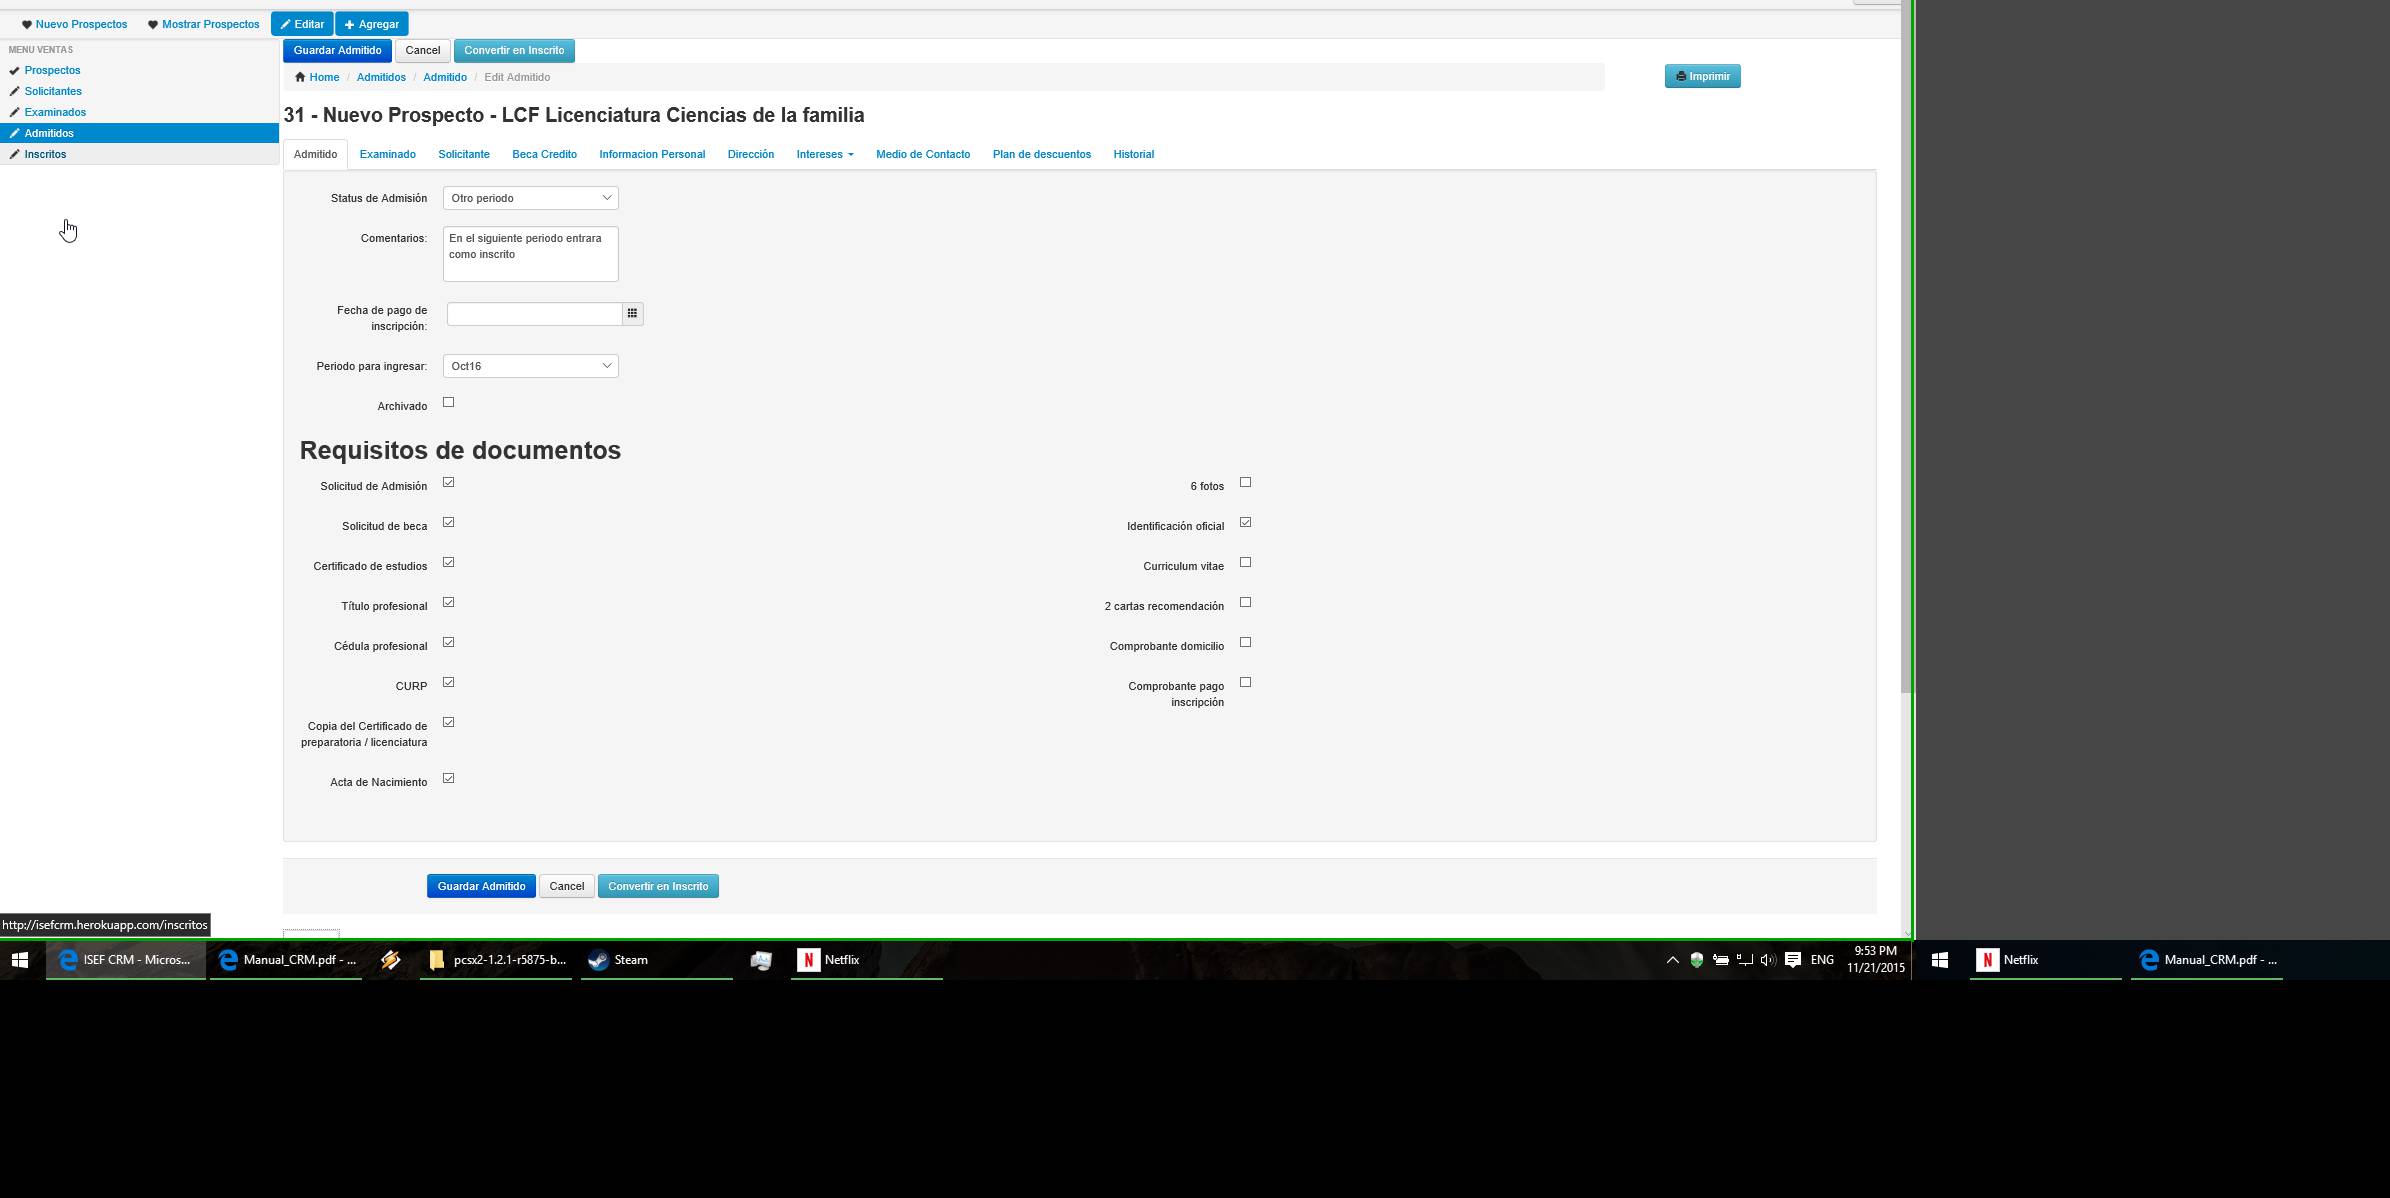 Nuevo Prospectos
Mostrar Prospectos
Editar
Agregar
MENU VENTAS
Prospectos
Solicitantes
Examinados
Admitidos
Inscritos
Guardar Admitido
Cancel
Convertir en Inscrito
Home / Admitidos / Admitido / Edit Admitido
Imprimir
31 - Nuevo Prospecto - LCF Licenciatura Ciencias de la familia
Admitido
Examinado
Solicitante
Beca Credito
Informacion Personal
Dirección
Intereses
Medio de Contacto
Plan de descuentos
Historial
Status de Admisión
Otro periodo
Comentarios:
En el siguiente periodo entrara
como inscrito
Fecha de pago de
inscripción:
Periodo para ingresar:
Oct16
Archivado
Requisitos de documentos
Solicitud de Admisión
6 fotos
Solicitud de beca
Identificación oficial
Certificado de estudios
Curriculum vitae
Título profesional
2 cartas recomendación
Cédula profesional
Comprobante domicilio
CURP
Comprobante pago
inscripción
Copia del Certificado de
preparatoria / licenciatura
Acta de Nacimiento
Guardar Admitido
Cancel
Convertir en Inscrito
http://isefcrm.herokuapp.com/inscritos
ISEF CRM - Micros...
Manual_CRM.pdf - ...
pcsx2-1.2.1-r5875-b...
Steam
N
Netflix
ENG
9:53 PM
11/21/2015
N
Netflix
Manual_CRM.pdf - ...